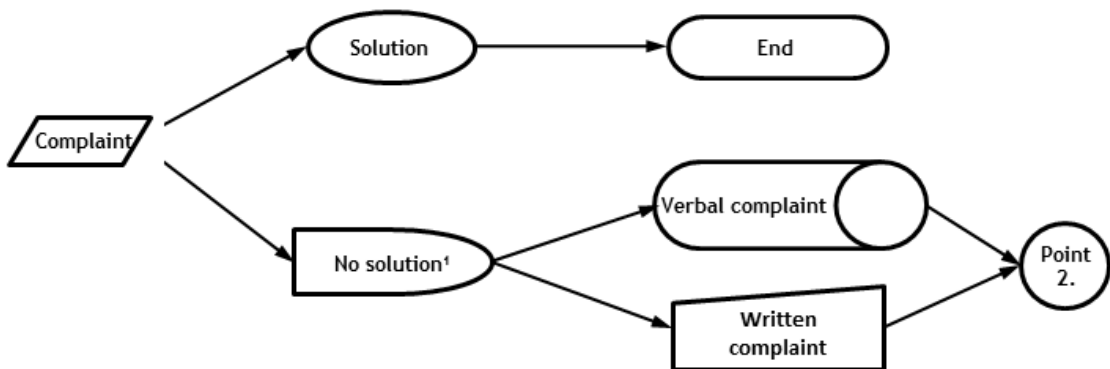 Solution
End
Complaint
Verbal complaint
No solution¹
Point
2.
Written
complaint